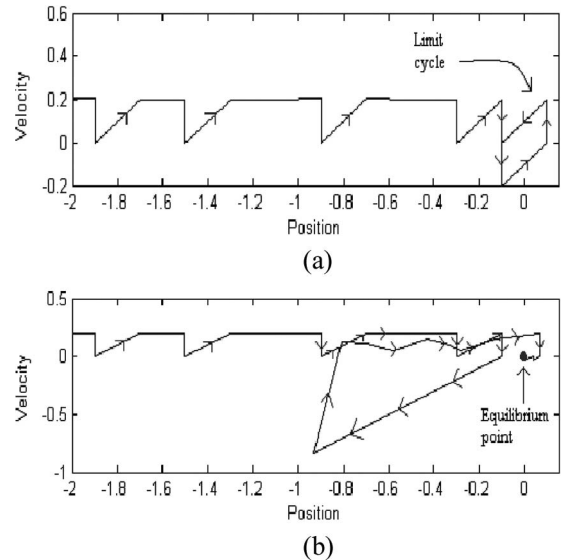 0.6
0.4
0.2
0
-0.2
Velocity
Limit
cycle
-2 -1.8 -1.6 -1.4 -1.2 -1 -0.8 -0.6 -0.4 -0.2 0
Position
(a)
0.5
0
-0.5
-1
Velocity
Equilibrium
point
-2 -1.8 -1.6 -1.4 -1.2 -1 -0.8 -0.6 -0.4 -0.2 0
Position
(b)